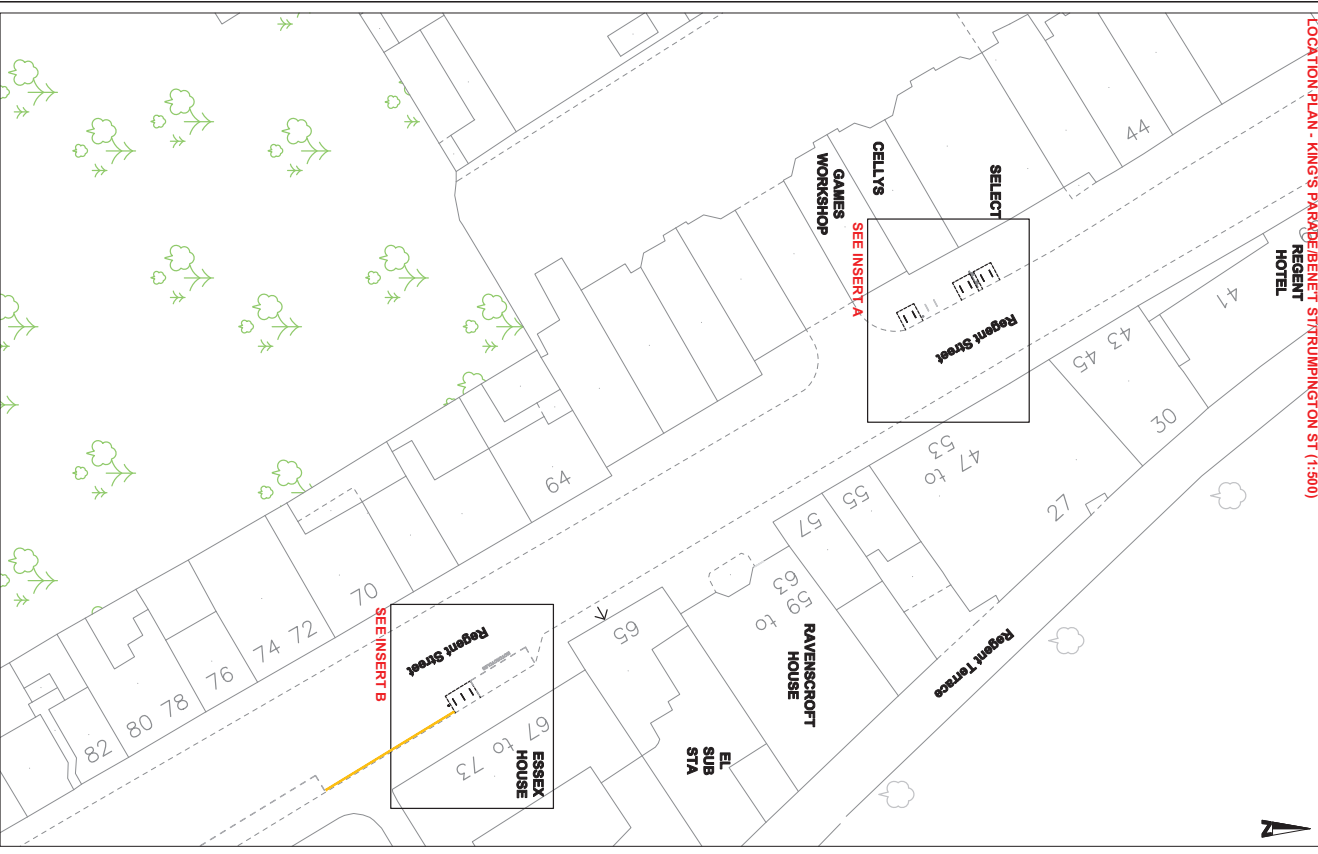 LOCATION PLAN - KING'S PARADE/BENE'T ST/TRUMPINGTON ST (1:500)
REGENT
HOTEL
41
43
45
30
44
SELECT
CELLYS
GAMES
WORKSHOP
SEE INSERT A
Regent Street
47 to
53
27
55
57
59 to
63
RAVENSCROFT
HOUSE
Regent Terrace
64
65
EL
SUB
STA
70
SEE INSERT B
Regent Street
67 to 73
ESSEX
HOUSE
72
74
76
78
80
82
N